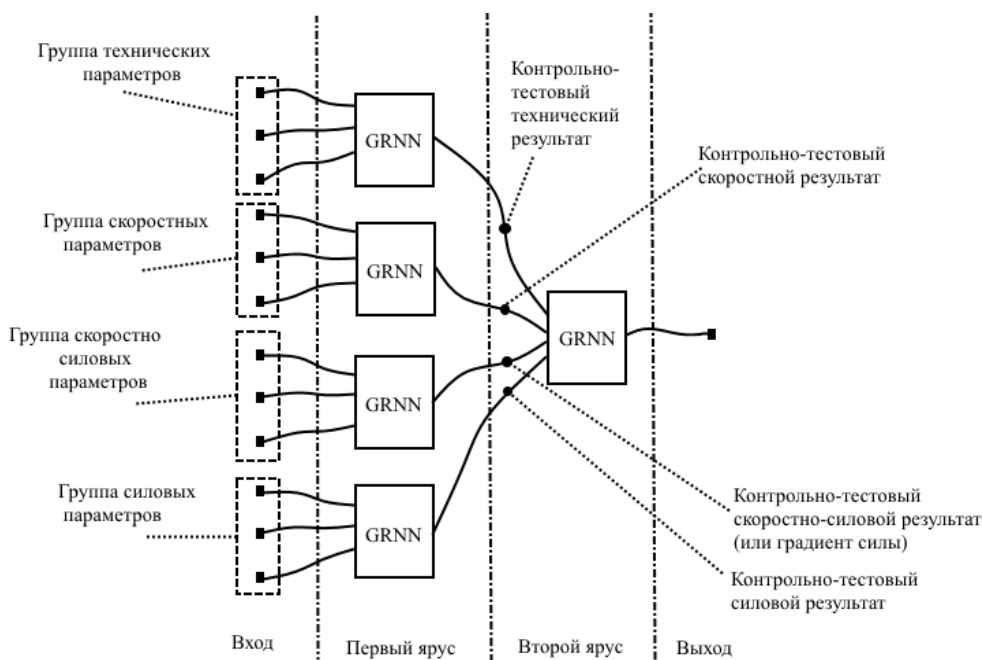 Группа технических
параметров
GRNN
Контрольно-
тестовый
технический
результат
Контрольно-тестовый
скоростной результат
Группа скоростных
параметров
GRNN
GRNN
Группа скоростно
силовых
параметров
GRNN
Группа силовых
параметров
GRNN
Контрольно-тестовый
скоростно-силовой результат
(или градиент силы)
Контрольно-тестовый
силовой результат
Вход
Первый ярус
Второй ярус
Выход